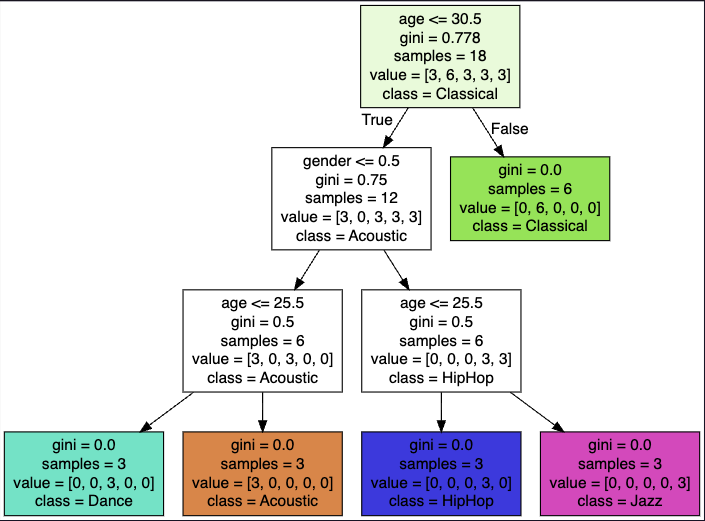 age <= 30.5
gini = 0.778
samples = 18
value = [3, 6, 3, 3, 3]
class = Classical
True
False
gender <= 0.5
gini = 0.75
samples = 12
value = [3, 0, 3, 3, 3]
class = Acoustic
gini = 0.0
samples = 6
value = [0, 6, 0, 0, 0]
class = Classical
age <= 25.5
gini = 0.5
samples = 6
value = [3, 0, 3, 0, 0]
class = Acoustic
age <= 25.5
gini = 0.5
samples = 6
value = [0, 0, 0, 3, 3]
class = HipHop
gini = 0.0
samples = 3
value = [0, 0, 3, 0, 0]
class = Dance
gini = 0.0
samples = 3
value = [3, 0, 0, 0, 0]
class = Acoustic
gini = 0.0
samples = 3
value = [0, 0, 0, 3, 0]
class = HipHop
gini = 0.0
samples = 3
value = [0, 0, 0, 0, 3]
class = Jazz